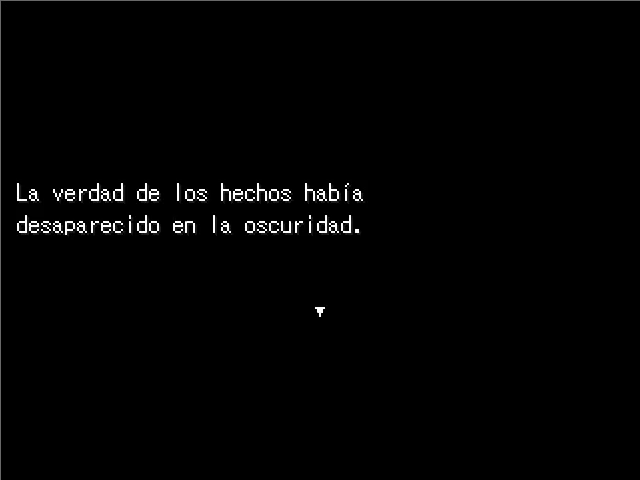 La verdad de los hechos había
desaparecido en la oscuridad.